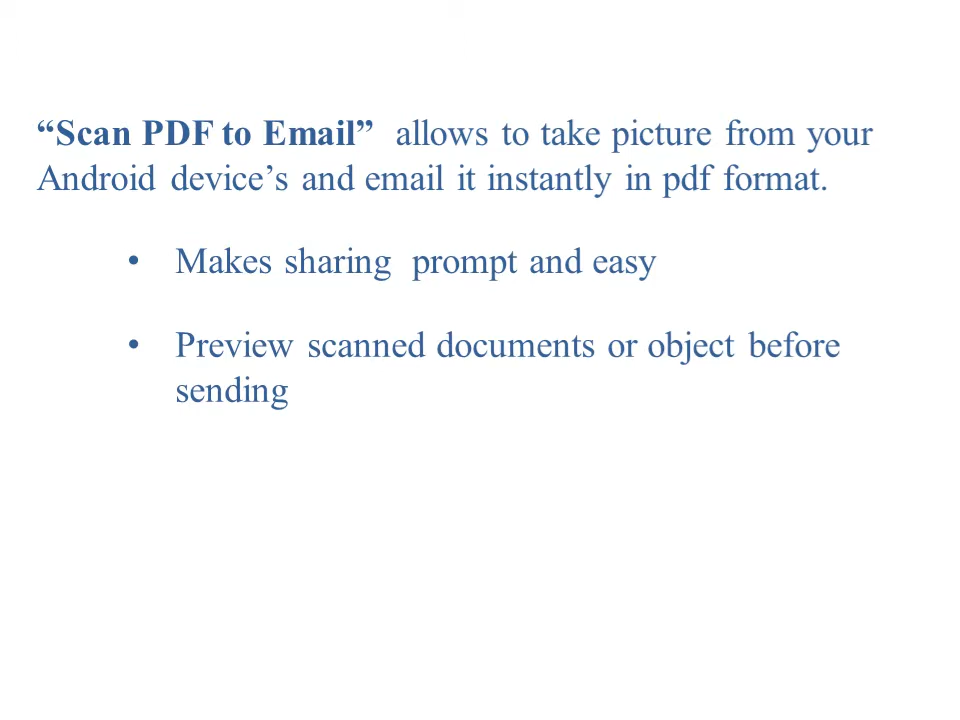 “Scan PDF to Email”  allows to take picture from your
Android device’s and email it instantly in pdf format.
• Makes sharing  prompt and easy
• Preview scanned documents or object before
sending